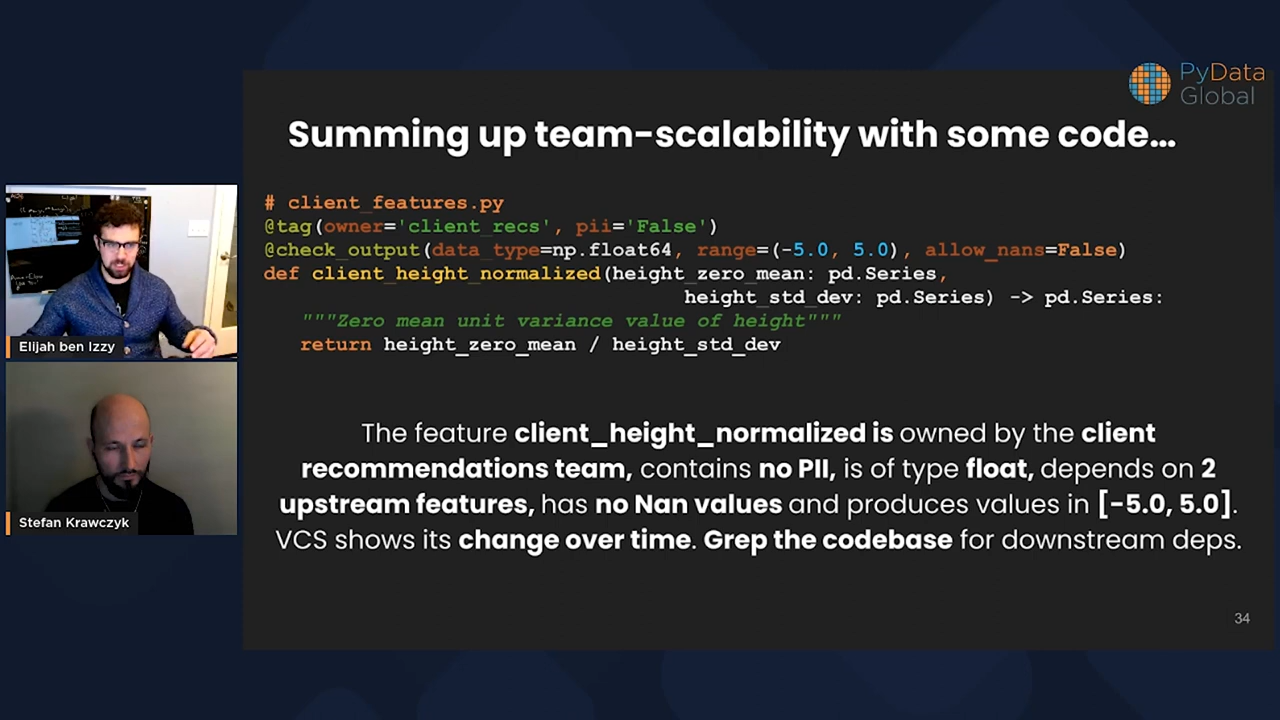 PyData
Global
Summing up team-scalability with some code...
# client_features.py
@tag(owner='client_recs', pii='False')
@check_output(data_type=np.float64, range=(-5.0, 5.0), allow_nans=False)
def client_height_normalized(height_zero_mean: pd.Series,
height_std_dev: pd.Series) -> pd.Series:
"""Zero mean unit variance value of height"""
return height_zero_mean / height_std_dev
Elijah ben Izzy
The feature client_height_normalized is owned by the client
recommendations team, contains no PII, is of type float, depends on 2
upstream features, has no Nan values and produces values in [-5.0, 5.0].
VCS shows its change over time. Grep the codebase for downstream deps.
Stefan Krawczyk
34